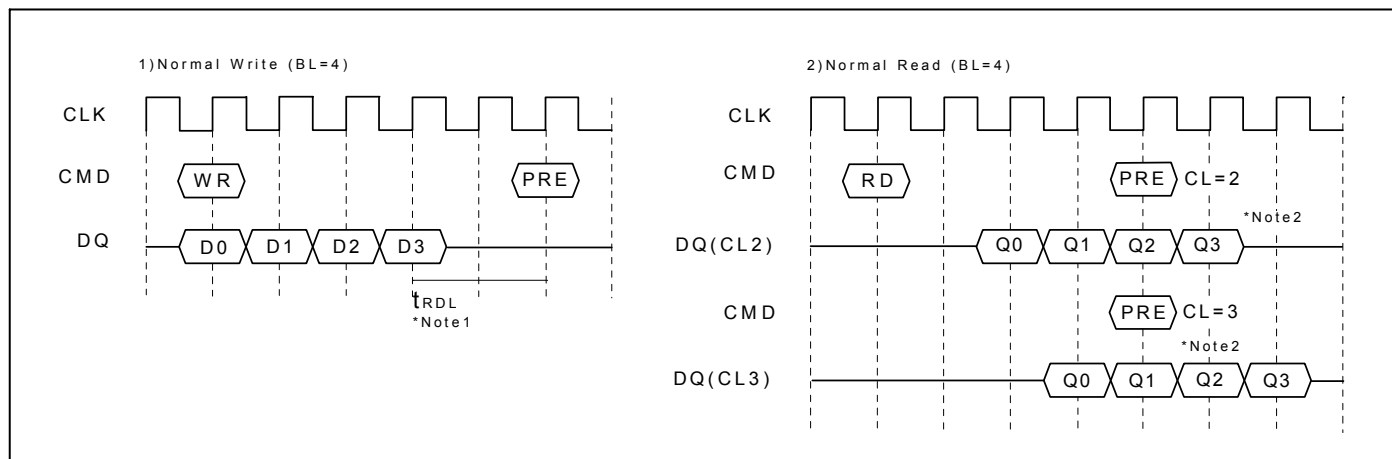 1)Normal Write (BL=4)
CLK
CMD WR PRE
DQ D0 D1 D2 D3
tRDL
*Note1
2)Normal Read (BL=4)
CLK
CMD RD PRE CL=2
*Note2
DQ(CL2) Q0 Q1 Q2 Q3
CMD PRE CL=3
*Note2
DQ(CL3) Q0 Q1 Q2 Q3